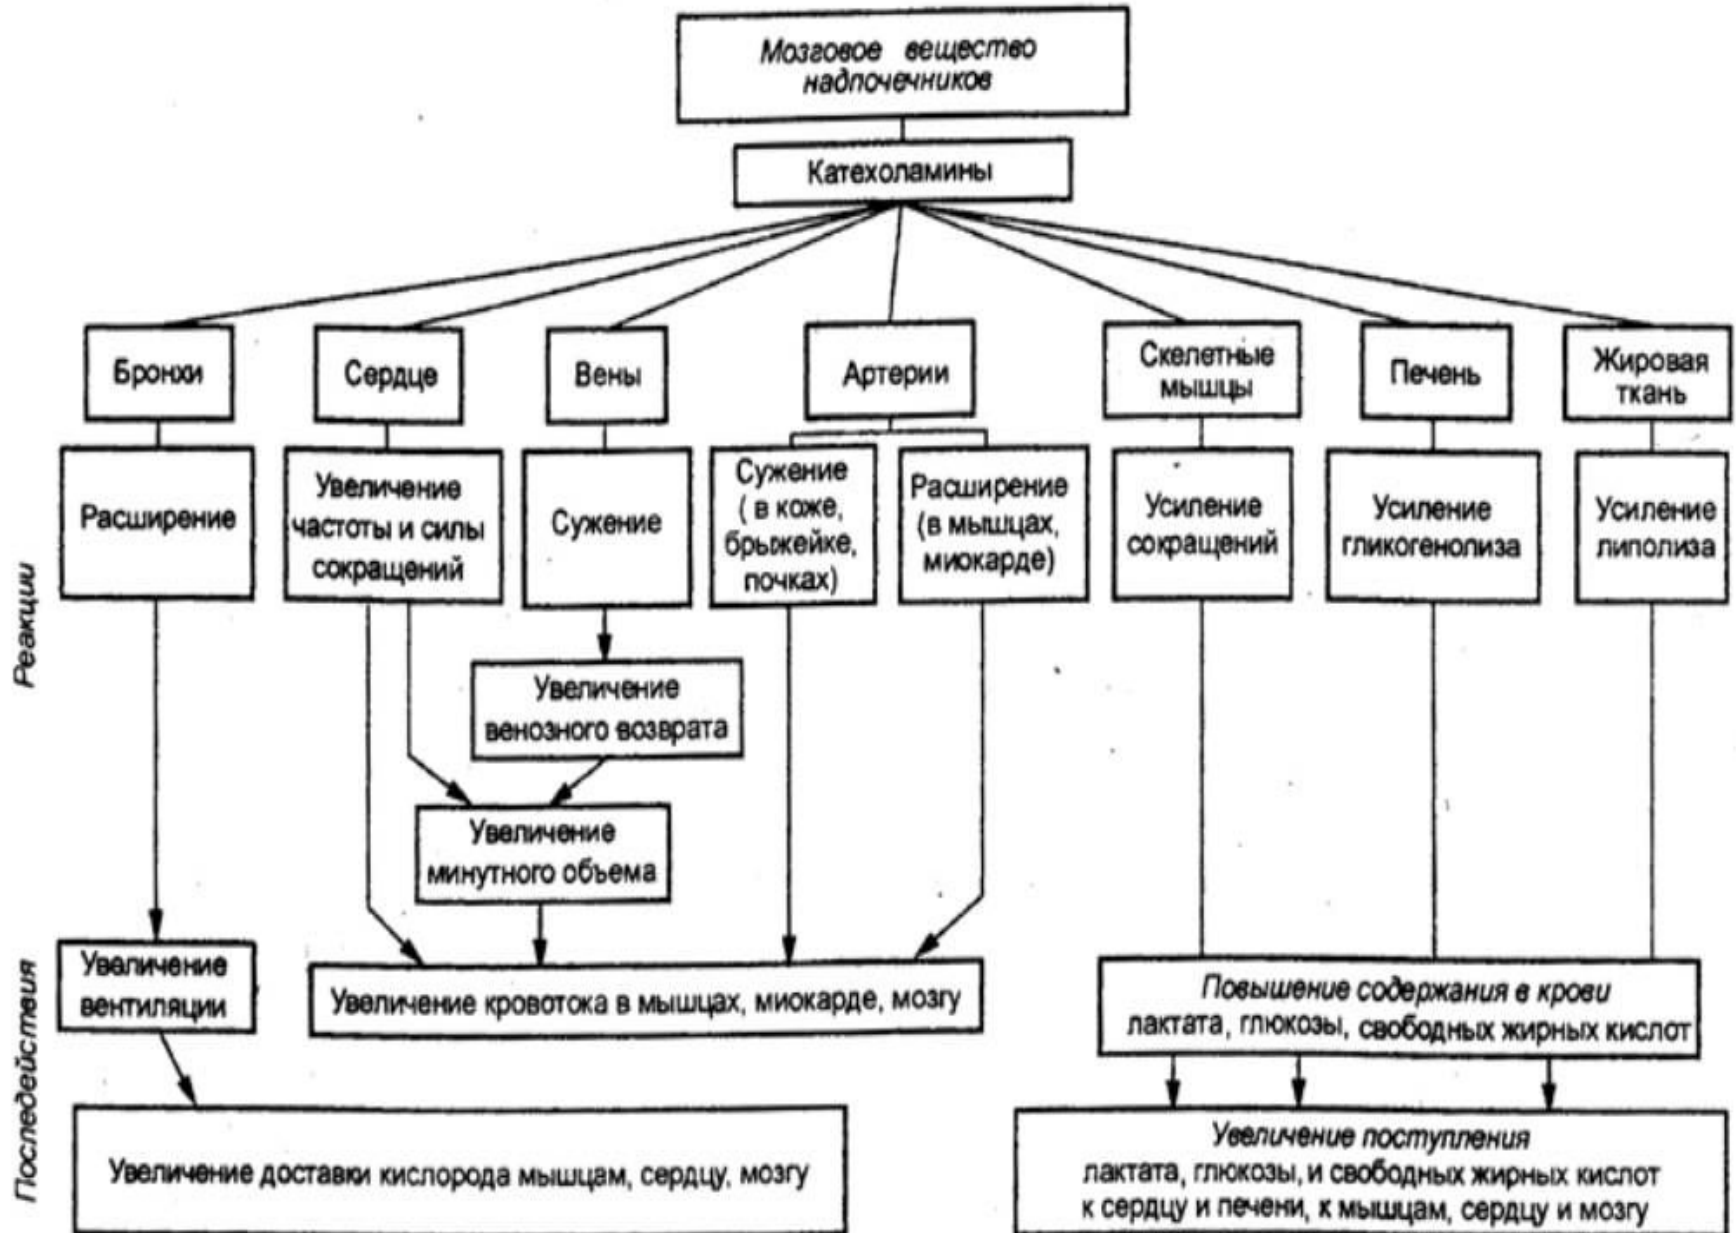 Мозговое вещество
надпочечников
Катехоламины
Бронхи
Сердце
Вены
Артерии
Скелетные
мышцы
Печень
Жировая
ткань
Расширение
Увеличение
частоты и силы
сокращений
Сужение
Сужение
( в коже,
брыжейке,
почках)
Расширение
(в мышцах,
миокарде)
Усиление
сокращений
Усиление
гликогенолиза
Усиление
липолиза
Реакции
Увеличение
венозного возврата
Увеличение
минутного объема
Последействия
Увеличение
вентиляции
Увеличение кровотока в мышцах, миокарде, мозгу
Повышение содержания в крови
лактата, глюкозы, свободных жирных кислот
Увеличение доставки кислорода мышцам, сердцу, мозгу
Увеличение поступления
лактата, глюкозы, и свободных жирных кислот
к сердцу и печени, к мышцам, сердцу и мозгу